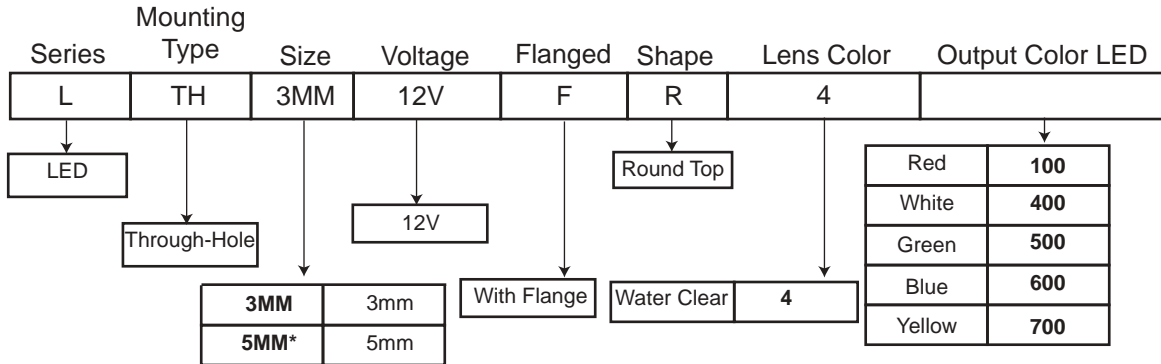 Mounting
Series Type Size Voltage Flanged Shape Lens Color Output Color LED
L TH 3MM 12V F R 4
LED
Through-Hole
3MM 3mm
5MM* 5mm
12V
With Flange
Round Top
Water Clear 4
Red 100
White 400
Green 500
Blue 600
Yellow 700